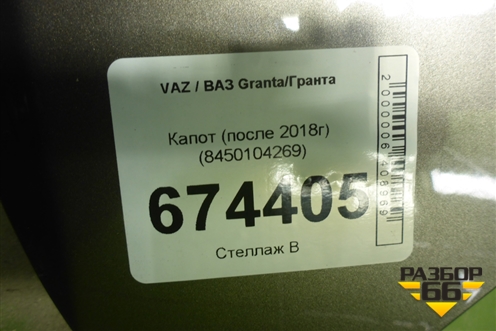 VAZ / ВАЗ Granta/Гранта
Капот (после 2018г)
(8450104269)
674405
Стеллаж В
РАЗБОР
66